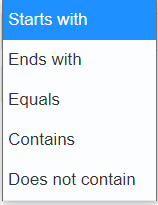 Starts with
Ends with
Equals
Contains
Does not contain